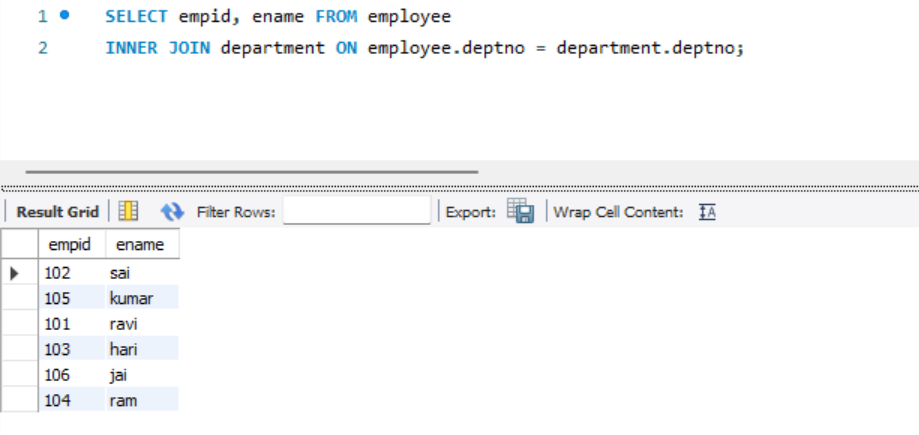 1 SELECT empid, ename FROM employee
2 INNER JOIN department ON employee.deptno = department.deptno;
Result Grid Filter Rows: Export: Wrap Cell Content: IA
empid ename
102 sai
105 kumar
101 ravi
103 hari
106 jai
104 ram